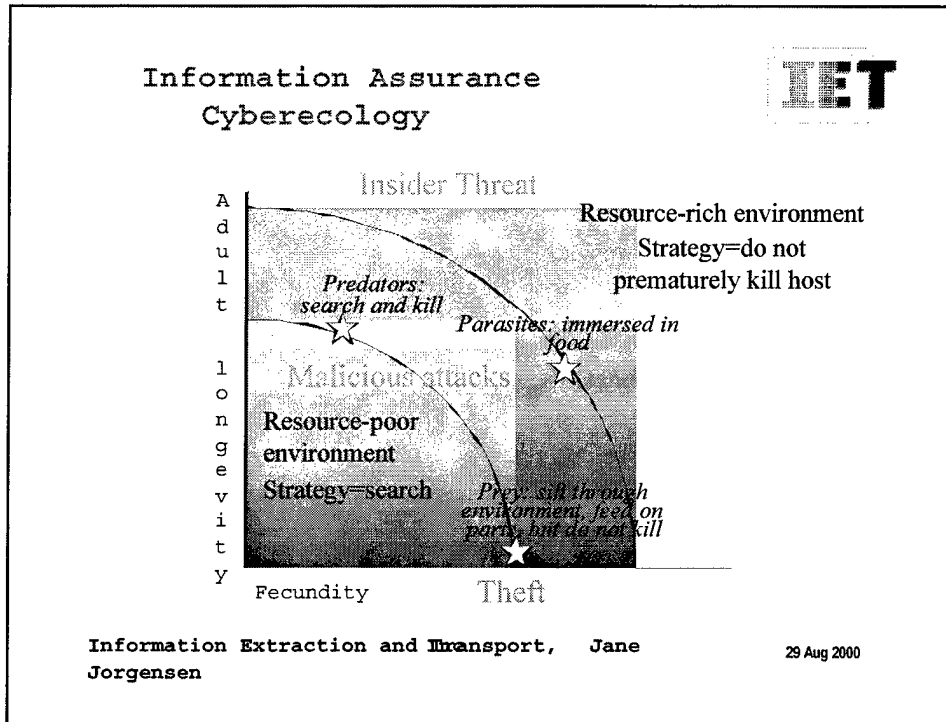 Information Assurance
Cyberecology
IET
Insider Threat
Adult longevity
Resource-rich environment
Strategy=do not
prematurely kill host
Predators:
search and kill
Parasites: immersed in
food
Malicious attacks
Resource-poor
environment
Strategy=search
Prey: sift through
environment, feed on
parts, but do not kill
Fecundity
Theft
Information Extraction and Transport, Jane
Jorgensen
29 Aug 2000